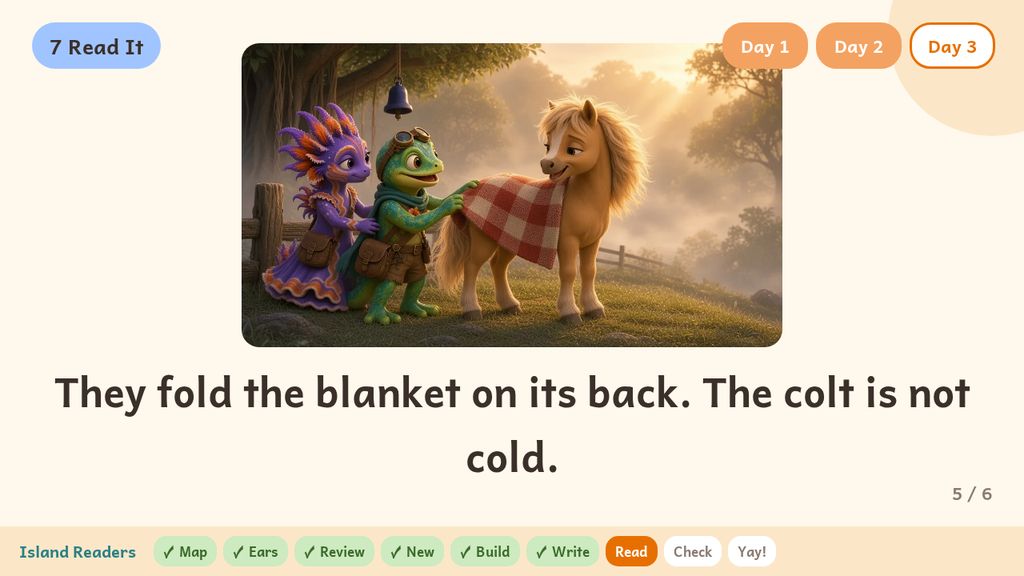 7 Read It
Day 1
Day 2
Day 3
They fold the blanket on its back. The colt is not
cold.
5 / 6
Island Readers
✓ Map
✓ Ears
✓ Review
✓ New
✓ Build
✓ Write
Read
Check
Yay!